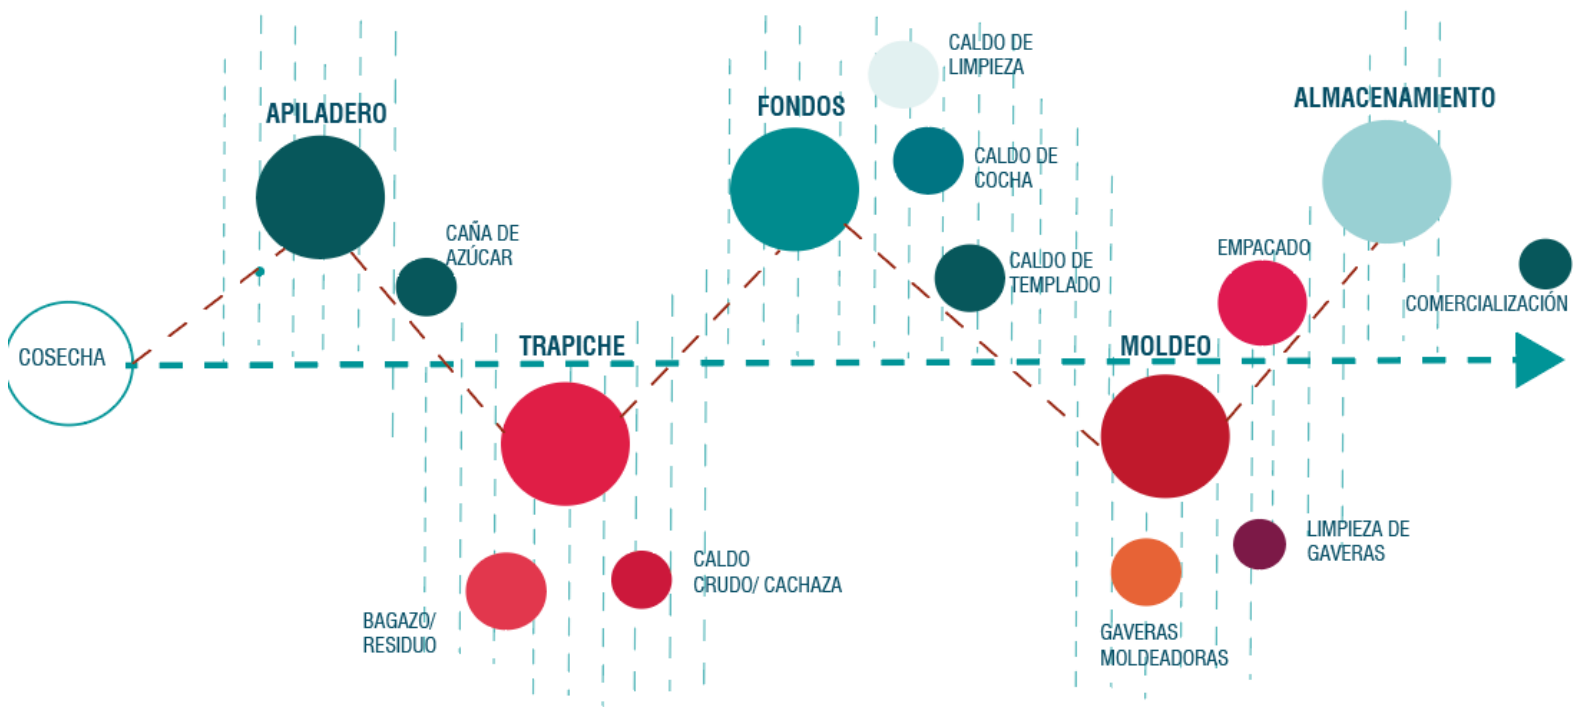 COSECHA
APILADERO
CAÑA DE
AZÚCAR
TRAPICHE
BAGAZO/
RESIDUO
CALDO
CRUDO/ CACHAZA
FONDOS
CALDO DE
LIMPIEZA
CALDO DE
COCHA
CALDO DE
TEMPLADO
MOLDEO
GAVERAS
MOLDEADORAS
LIMPIEZA DE
GAVERAS
EMPACADO
ALMACENAMIENTO
COMERCIALIZACIÓN